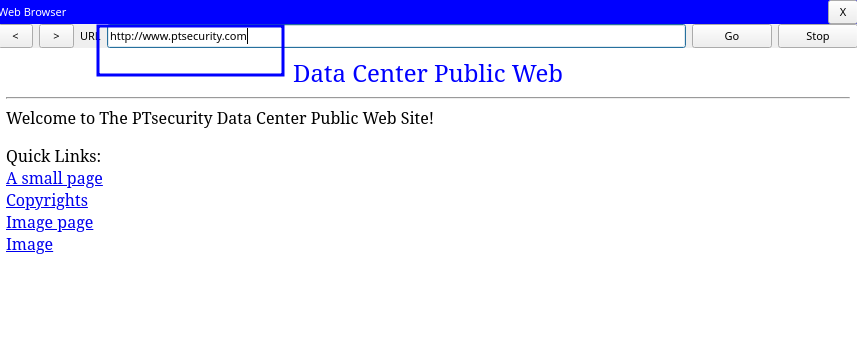 Web Browser X
< > URL http://www.ptsecurity.com Go Stop
Data Center Public Web
Welcome to The PTsecurity Data Center Public Web Site!
Quick Links:
A small page
Copyrights
Image page
Image